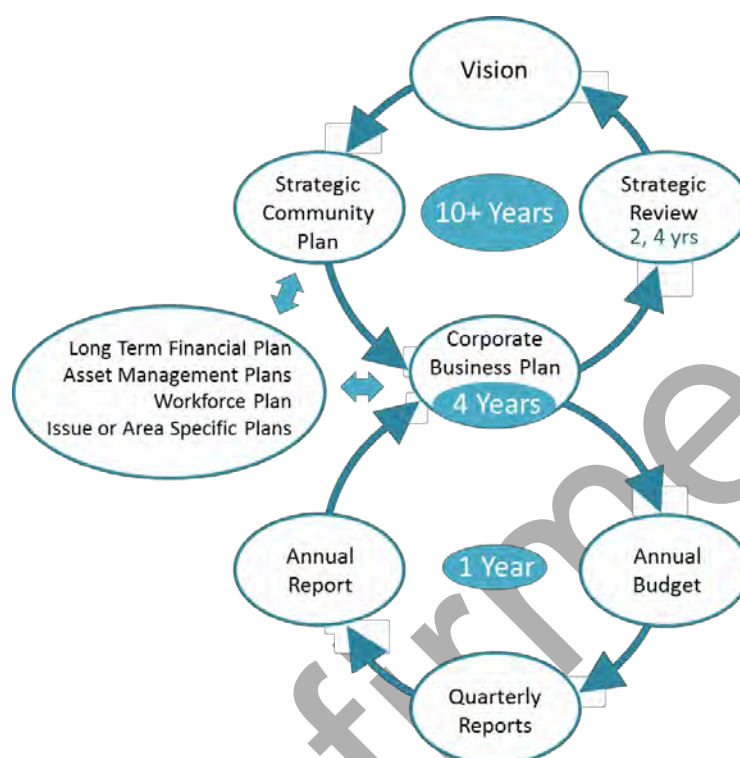 Vision
Strategic
Community
Plan
10+ Years
Strategic
Review
2, 4 yrs
Long Term Financial Plan
Asset Management Plans
Workforce Plan
Issue or Area Specific Plans
Corporate
Business Plan
4 Years
Annual
Report
1 Year
Annual
Budget
Quarterly
Reports
firme